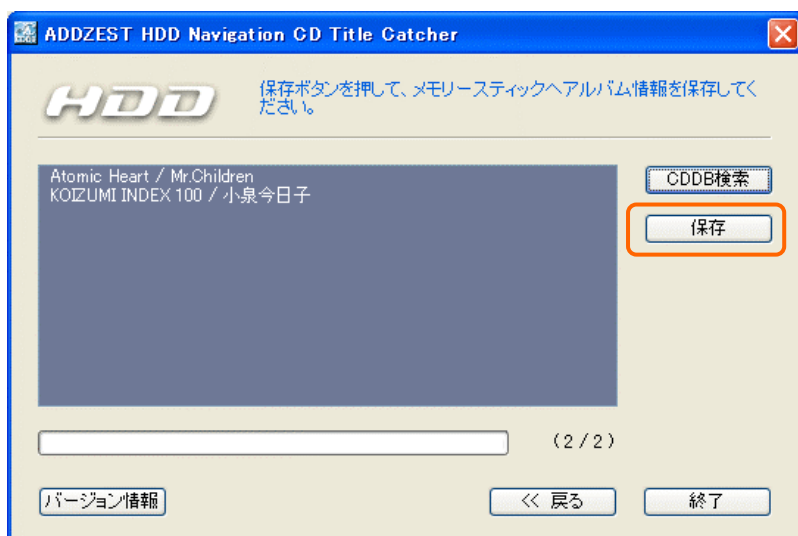 ADDZEST HDD Navigation CD Title Catcher
HDD
保存ボタンを押して、メモリースティックへアルバム情報を保存してく
ださい。
Atomic Heart / Mr.Children
KOIZUMI INDEX 100 / 小泉今日子
CDDB検索
保存
(2/2)
バージョン情報
<< 戻る
終了